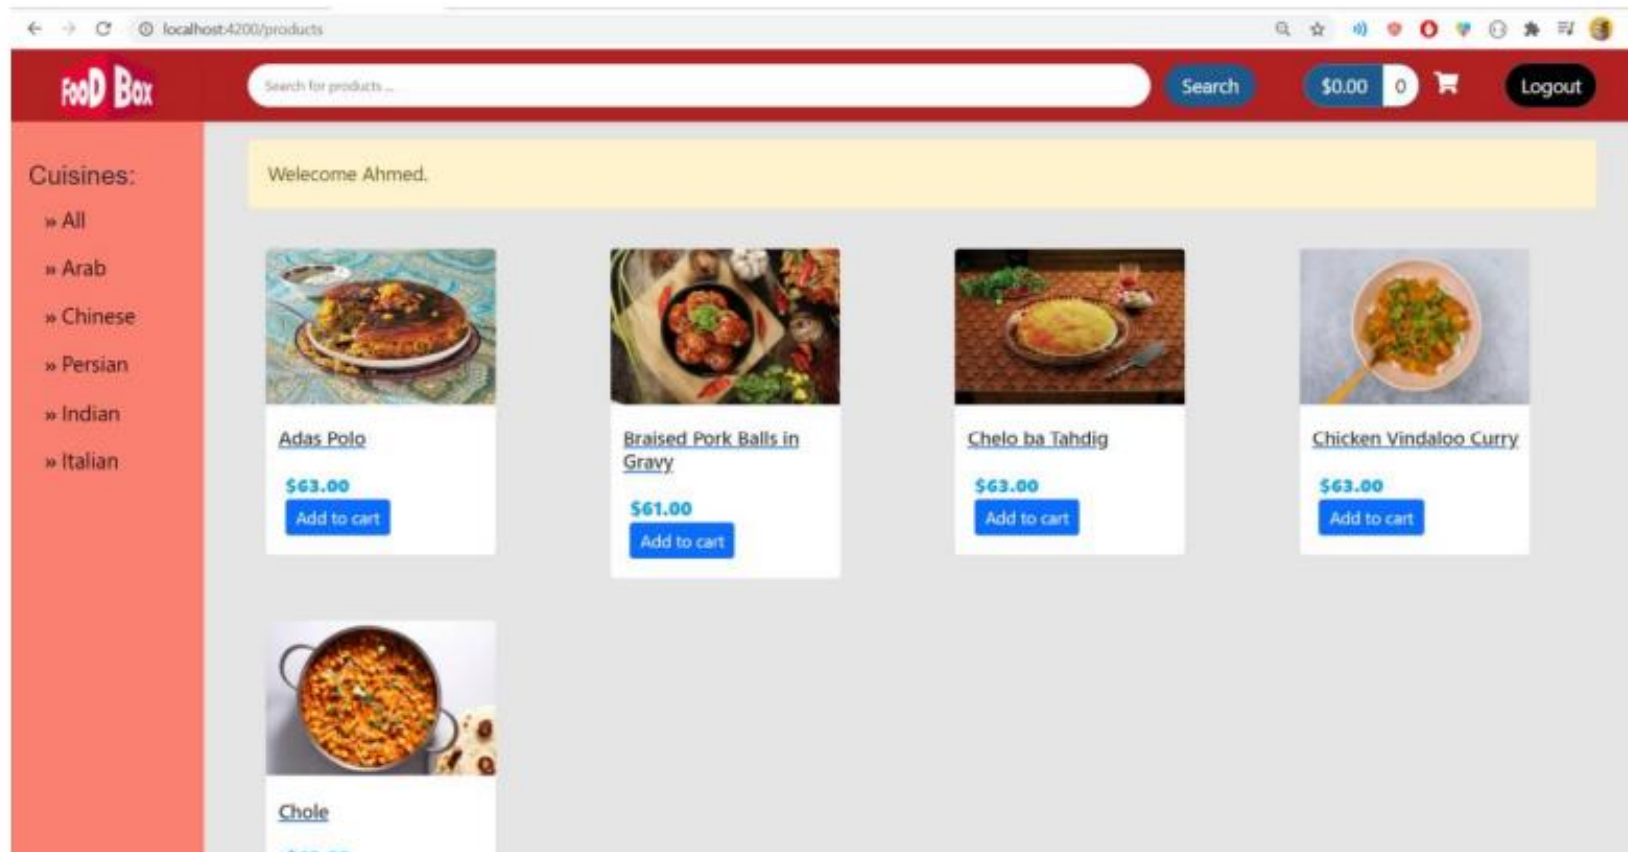 localhost:4200/products
FooD Box
Search for products ...
Search
$0.00 0
Logout
Cuisines:
» All
» Arab
» Chinese
» Persian
» Indian
» Italian
Welecome Ahmed.
Adas Polo
$63.00
Add to cart
Braised Pork Balls in
Gravy
$61.00
Add to cart
Chelo ba Tahdig
$63.00
Add to cart
Chicken Vindaloo Curry
$63.00
Add to cart
Chole